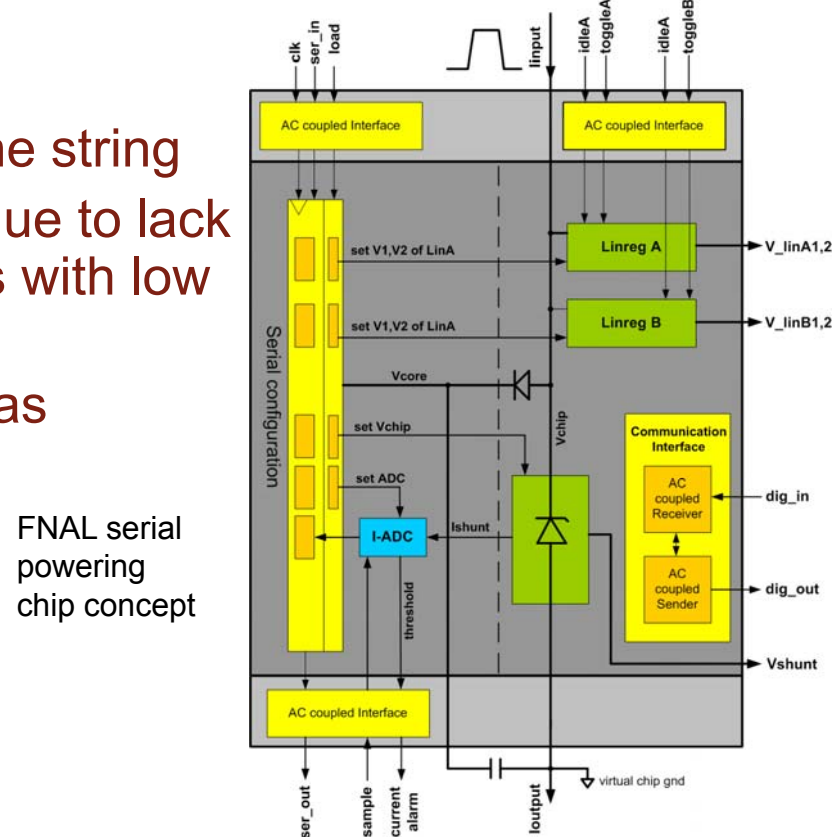 ne string
ue to lack
s with low
as
FNAL serial
powering
chip concept
clk
ser_in
load
Iinput
idleA
toggleA
idleA
toggleB
AC coupled Interface
AC coupled Interface
set V1,V2 of LinA
Linreg A
V_linA1,2
set V1,V2 of LinA
Linreg B
V_linB1,2
Serial configuration
Vcore
Vchip
set Vchip
set ADC
I-ADC
Ishunt
threshold
Communication
Interface
AC
coupled
Receiver
dig_in
AC
coupled
Sender
dig_out
Vshunt
AC coupled Interface
virtual chip gnd
ser_out
sample
current
alarm
Ioutput